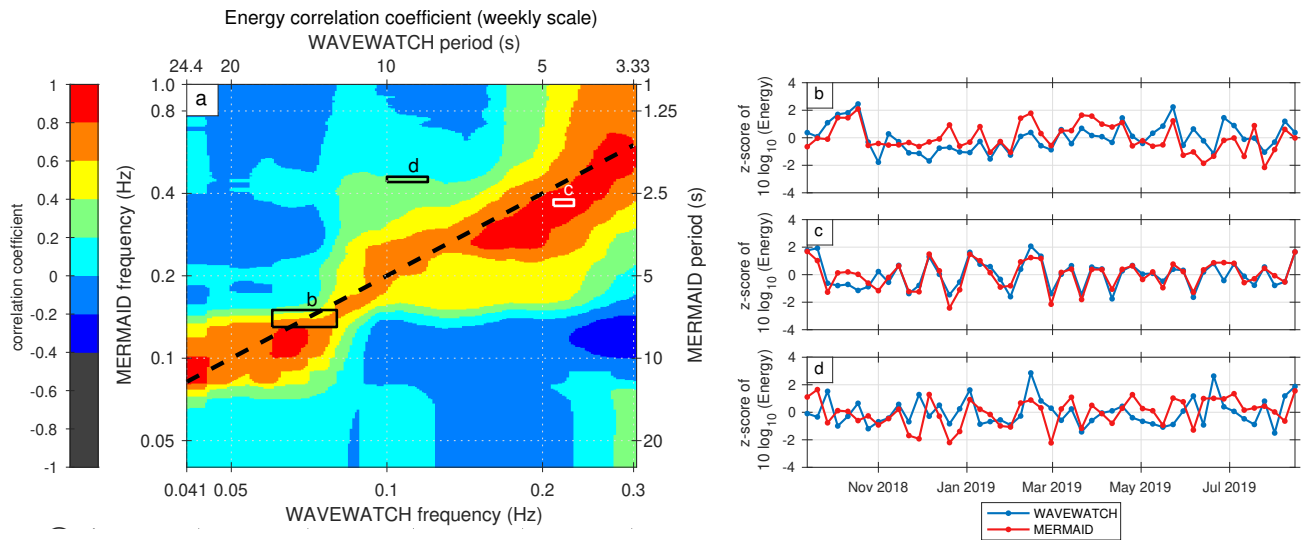 Energy correlation coefficient (weekly scale)
WAVEWATCH period (s)
24.4 20 10 5 3.33
correlation coefficient
1
0.8
0.6
0.4
0.2
0
-0.2
-0.4
-0.6
-0.8
-1
MERMAID frequency (Hz)
1.0
0.8
0.4
0.2
0.1
0.05
a
b
c
d
1
1.25
2.5
5
10
20
MERMAID period (s)
0.041 0.05 0.1 0.2 0.3
WAVEWATCH frequency (Hz)
b
z-score of
10 log10 (Energy)
4
2
0
-2
-4
c
z-score of
10 log10 (Energy)
4
2
0
-2
-4
d
z-score of
10 log10 (Energy)
4
2
0
-2
-4
Nov 2018 Jan 2019 Mar 2019 May 2019 Jul 2019
WAVEWATCH
MERMAID